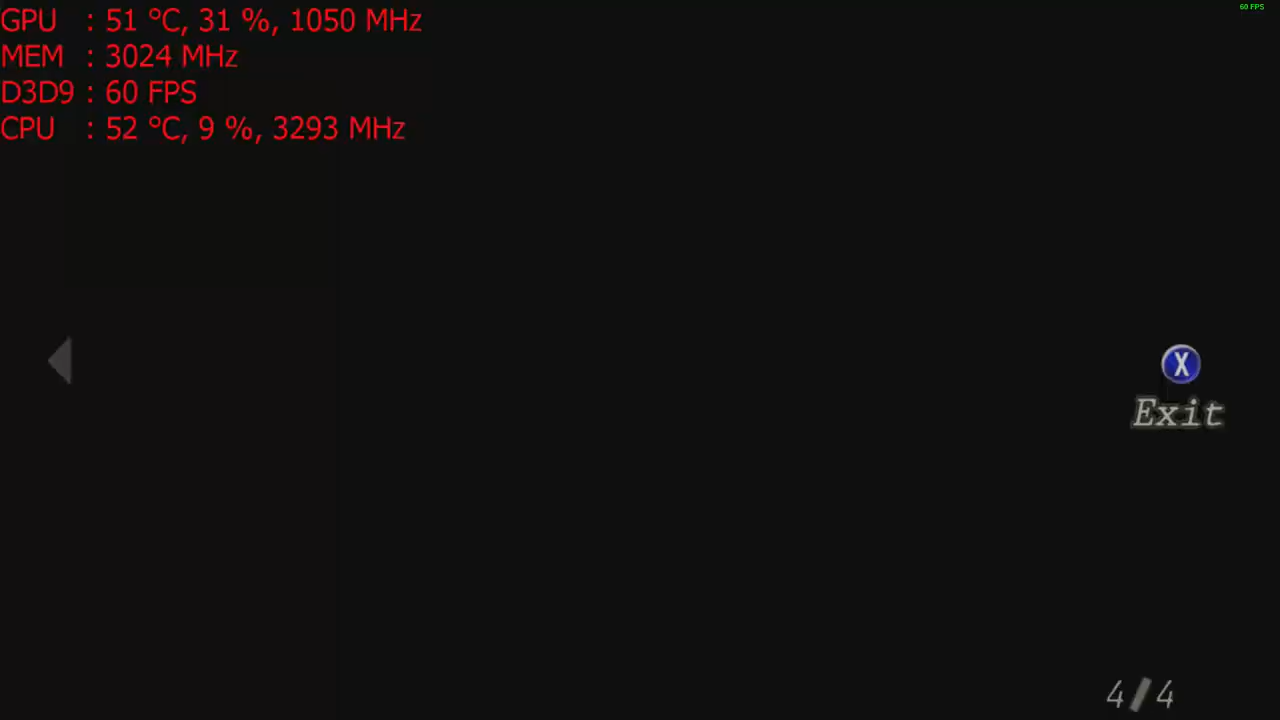 GPU : 51 °C, 31 %, 1050 MHz
60 FPS
MEM : 3024 MHz
D3D9 : 60 FPS
CPU : 52 °C, 9 %, 3293 MHz
X
Exit
4/4